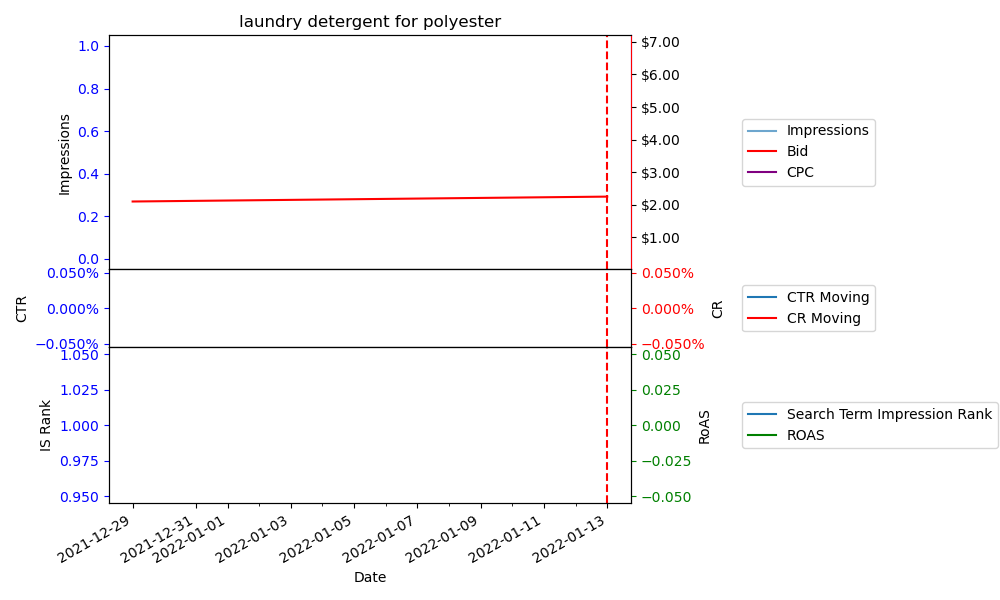 laundry detergent for polyester
Impressions
1.0
0.8
0.6
0.4
0.2
0.0
$7.00
$6.00
$5.00
$4.00
$3.00
$2.00
$1.00
Impressions
Bid
CPC
CTR
0.050%
0.000%
−0.050%
0.050%
0.000%
−0.050%
CR
CTR Moving
CR Moving
IS Rank
1.050
1.025
1.000
0.975
0.950
0.050
0.025
0.000
−0.025
−0.050
RoAS
Search Term Impression Rank
ROAS
2021-12-29
2021-12-31
2022-01-01
2022-01-03
2022-01-05
2022-01-07
2022-01-09
2022-01-11
2022-01-13
Date